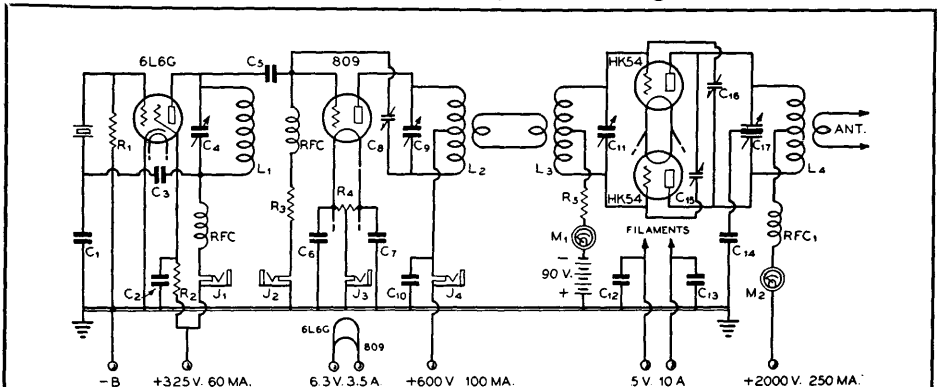 6L6G
C5
809
HK54
C16
R1
C4
L1
RFC
C8
C9
L2
L3
C11
C17
L4
ANT.
C3
R3
R4
HK54
C15
R5
C1
RFC
C6
C7
M1
FILAMENTS
RFC1
C2
R2
J1
J2
J3
C10
J4
90 V.
C12
C13
C14
M2
6L6G
809
-B
+325 V. 60 MA.
6.3 V. 3.5 A.
+600 V 100 MA.
5 V. 10 A
+2000 V. 250 MA.